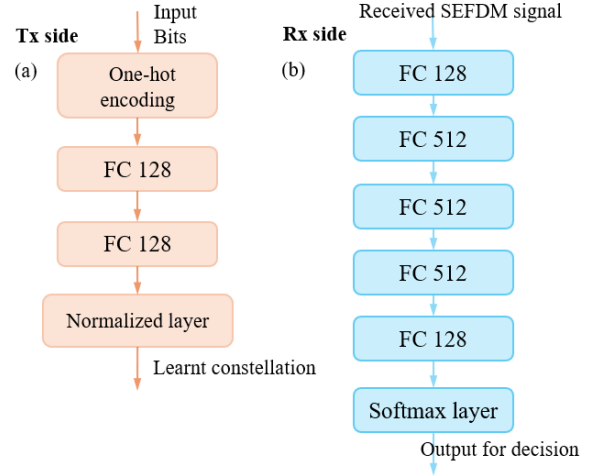 Input
Bits
Tx side
(a)
One-hot
encoding
FC 128
FC 128
Normalized layer
Learnt constellation
Received SEFDM signal
Rx side
(b)
FC 128
FC 512
FC 512
FC 512
FC 128
Softmax layer
Output for decision